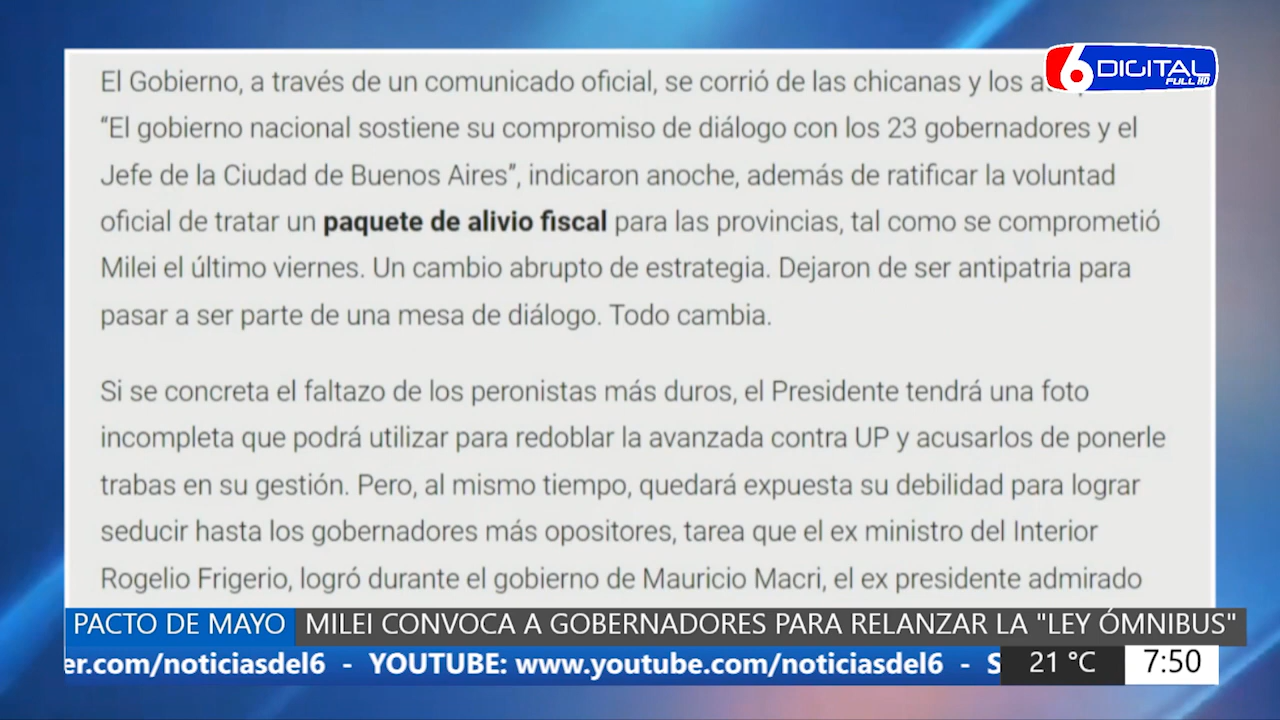 El Gobierno, a través de un comunicado oficial, se corrió de las chicanas y los
“El gobierno nacional sostiene su compromiso de diálogo con los 23 gobernadores y el
Jefe de la Ciudad de Buenos Aires”, indicaron anoche, además de ratificar la voluntad
oficial de tratar un paquete de alivio fiscal para las provincias, tal como se comprometió
Milei el último viernes. Un cambio abrupto de estrategia. Dejaron de ser antipatria para
pasar a ser parte de una mesa de diálogo. Todo cambia.
Si se concreta el faltazo de los peronistas más duros, el Presidente tendrá una foto
incompleta que podrá utilizar para redoblar la avanzada contra UP y acusarlos de ponerle
trabas en su gestión. Pero, al mismo tiempo, quedará expuesta su debilidad para lograr
seducir hasta los gobernadores más opositores, tarea que el ex ministro del Interior
Rogelio Frigerio, logró durante el gobierno de Mauricio Macri, el ex presidente admirado
6 DIGITAL
FULL HD
PACTO DE MAYO
MILEI CONVOCA A GOBERNADORES PARA RELANZAR LA "LEY ÓMNIBUS"
er.com/noticiasdel6 - YOUTUBE: www.youtube.com/noticiasdel6 - S
21 °C
7:50